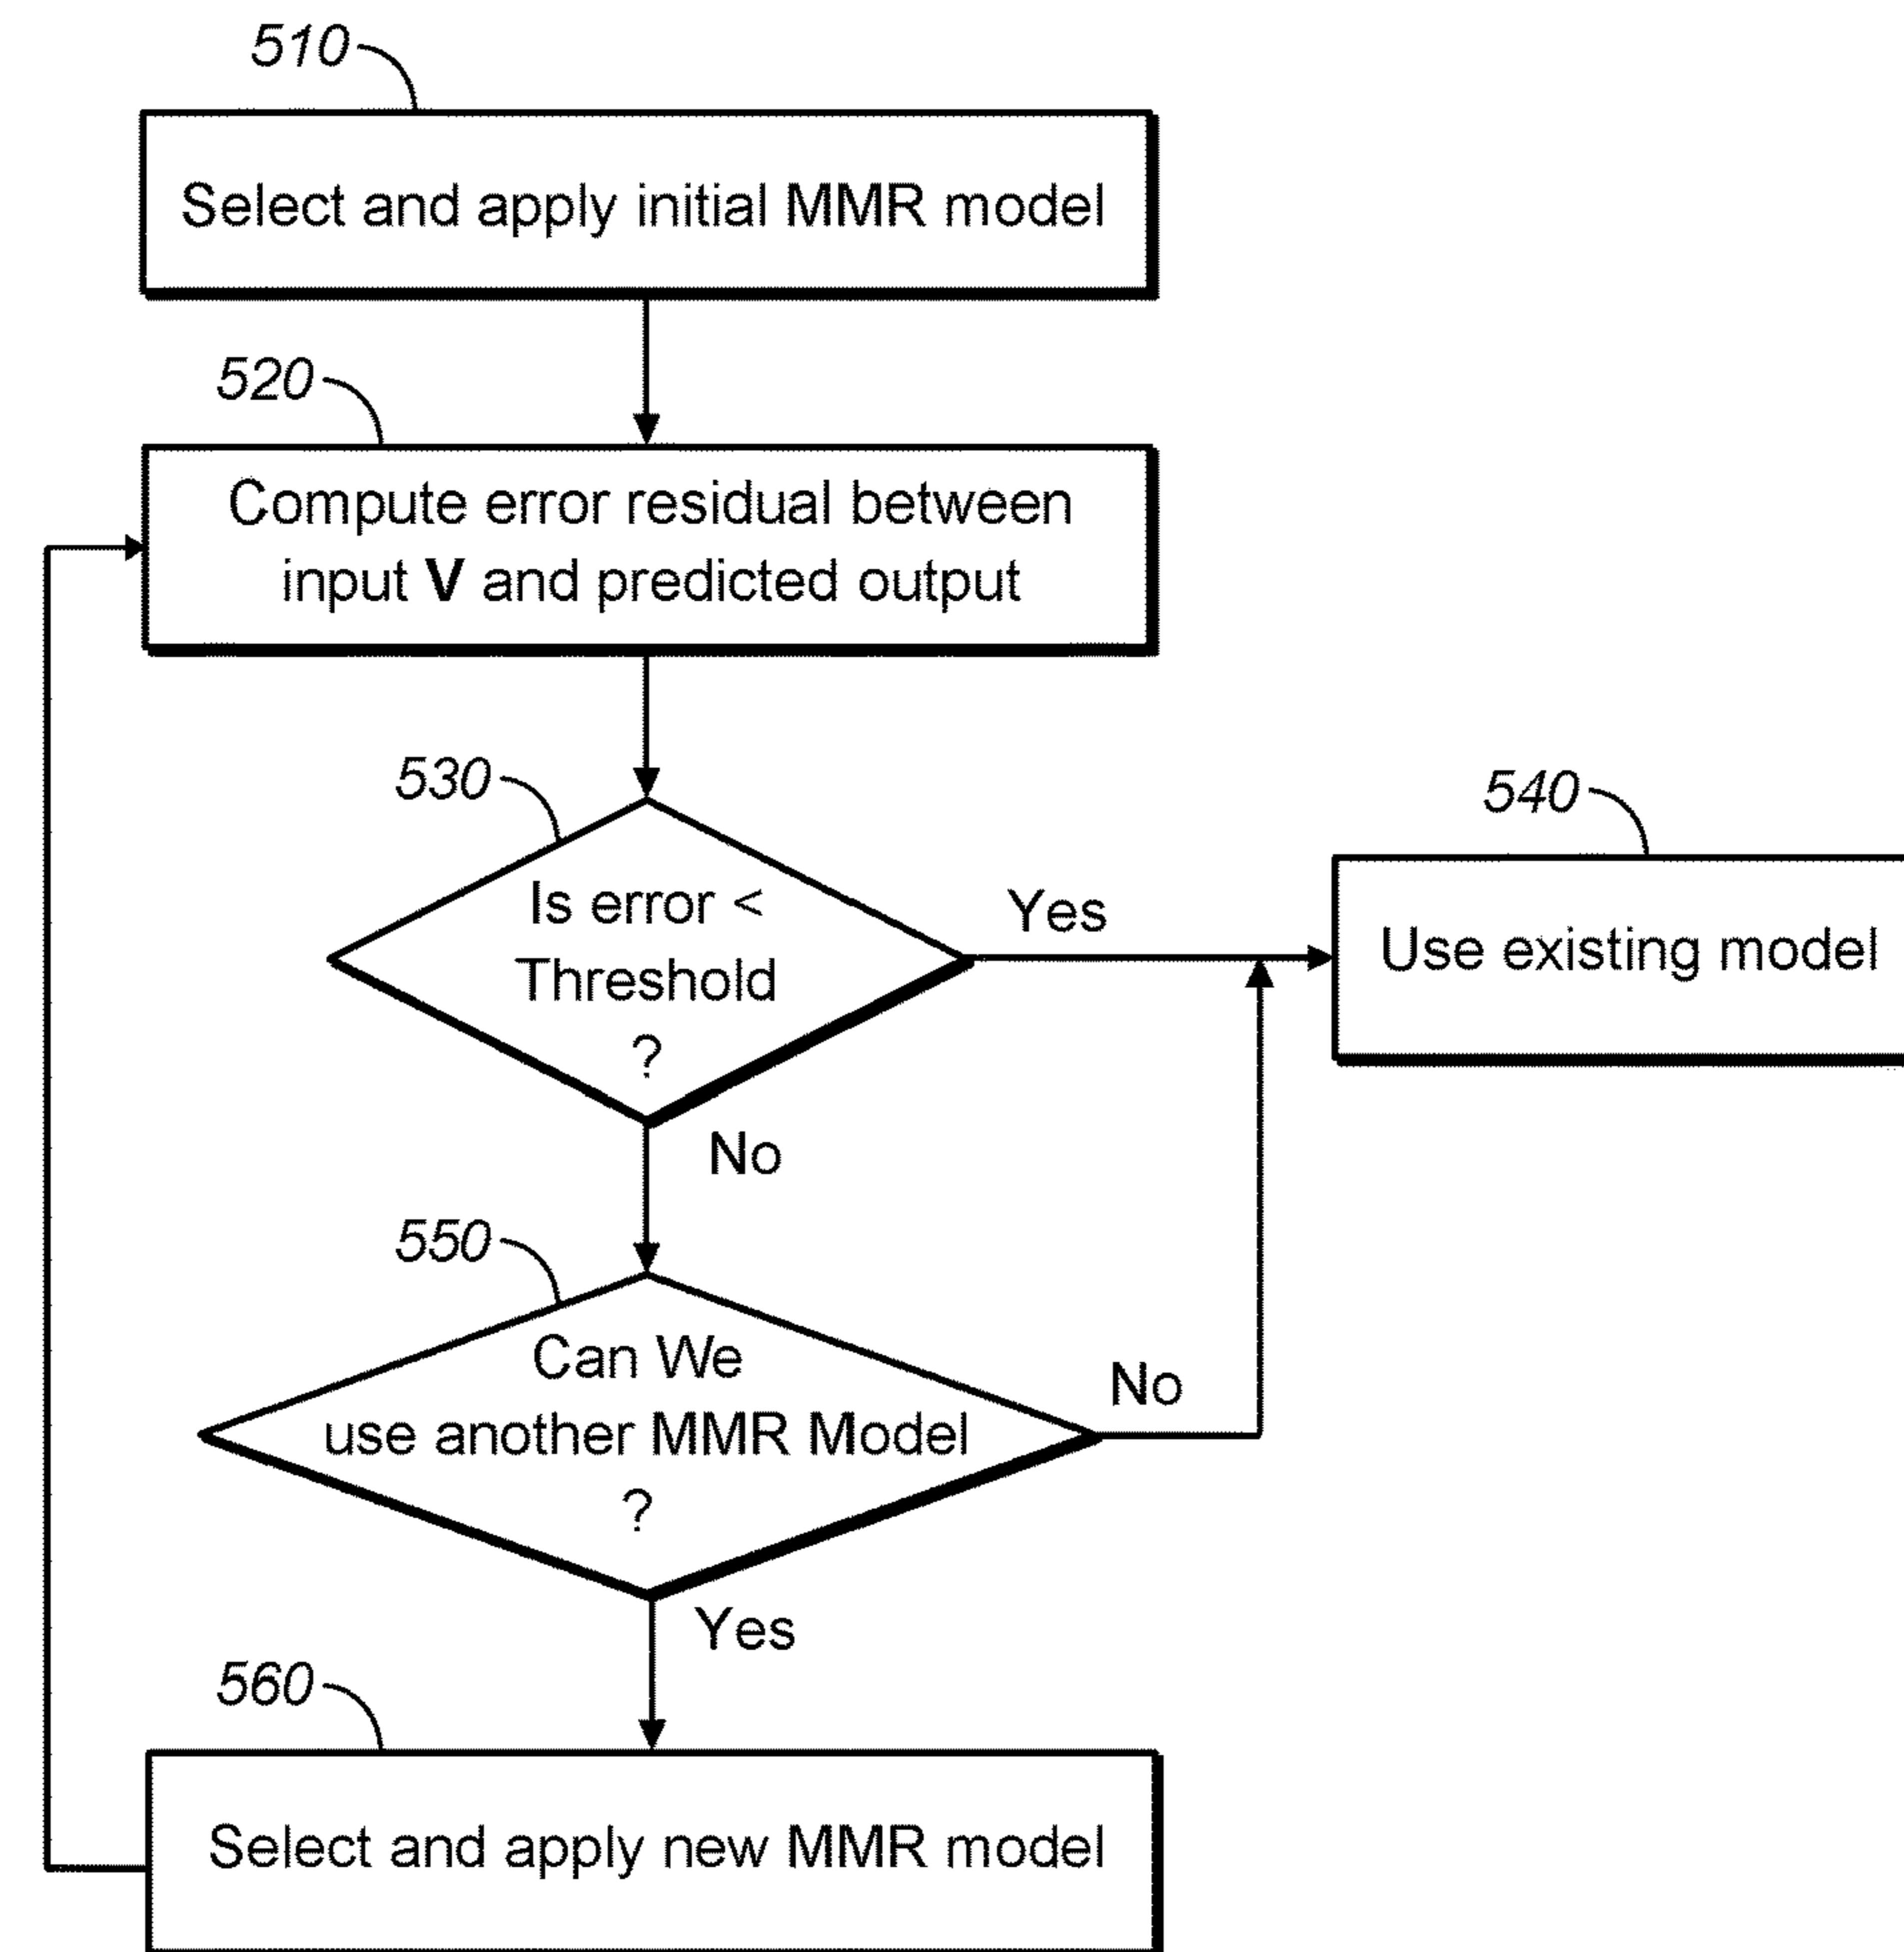 510
Select and apply initial MMR model
520
Compute error residual between
input V and predicted output
530
Is error <
Threshold
?
Yes
540
Use existing model
No
550
Can We
use another MMR Model
?
No
Yes
560
Select and apply new MMR model